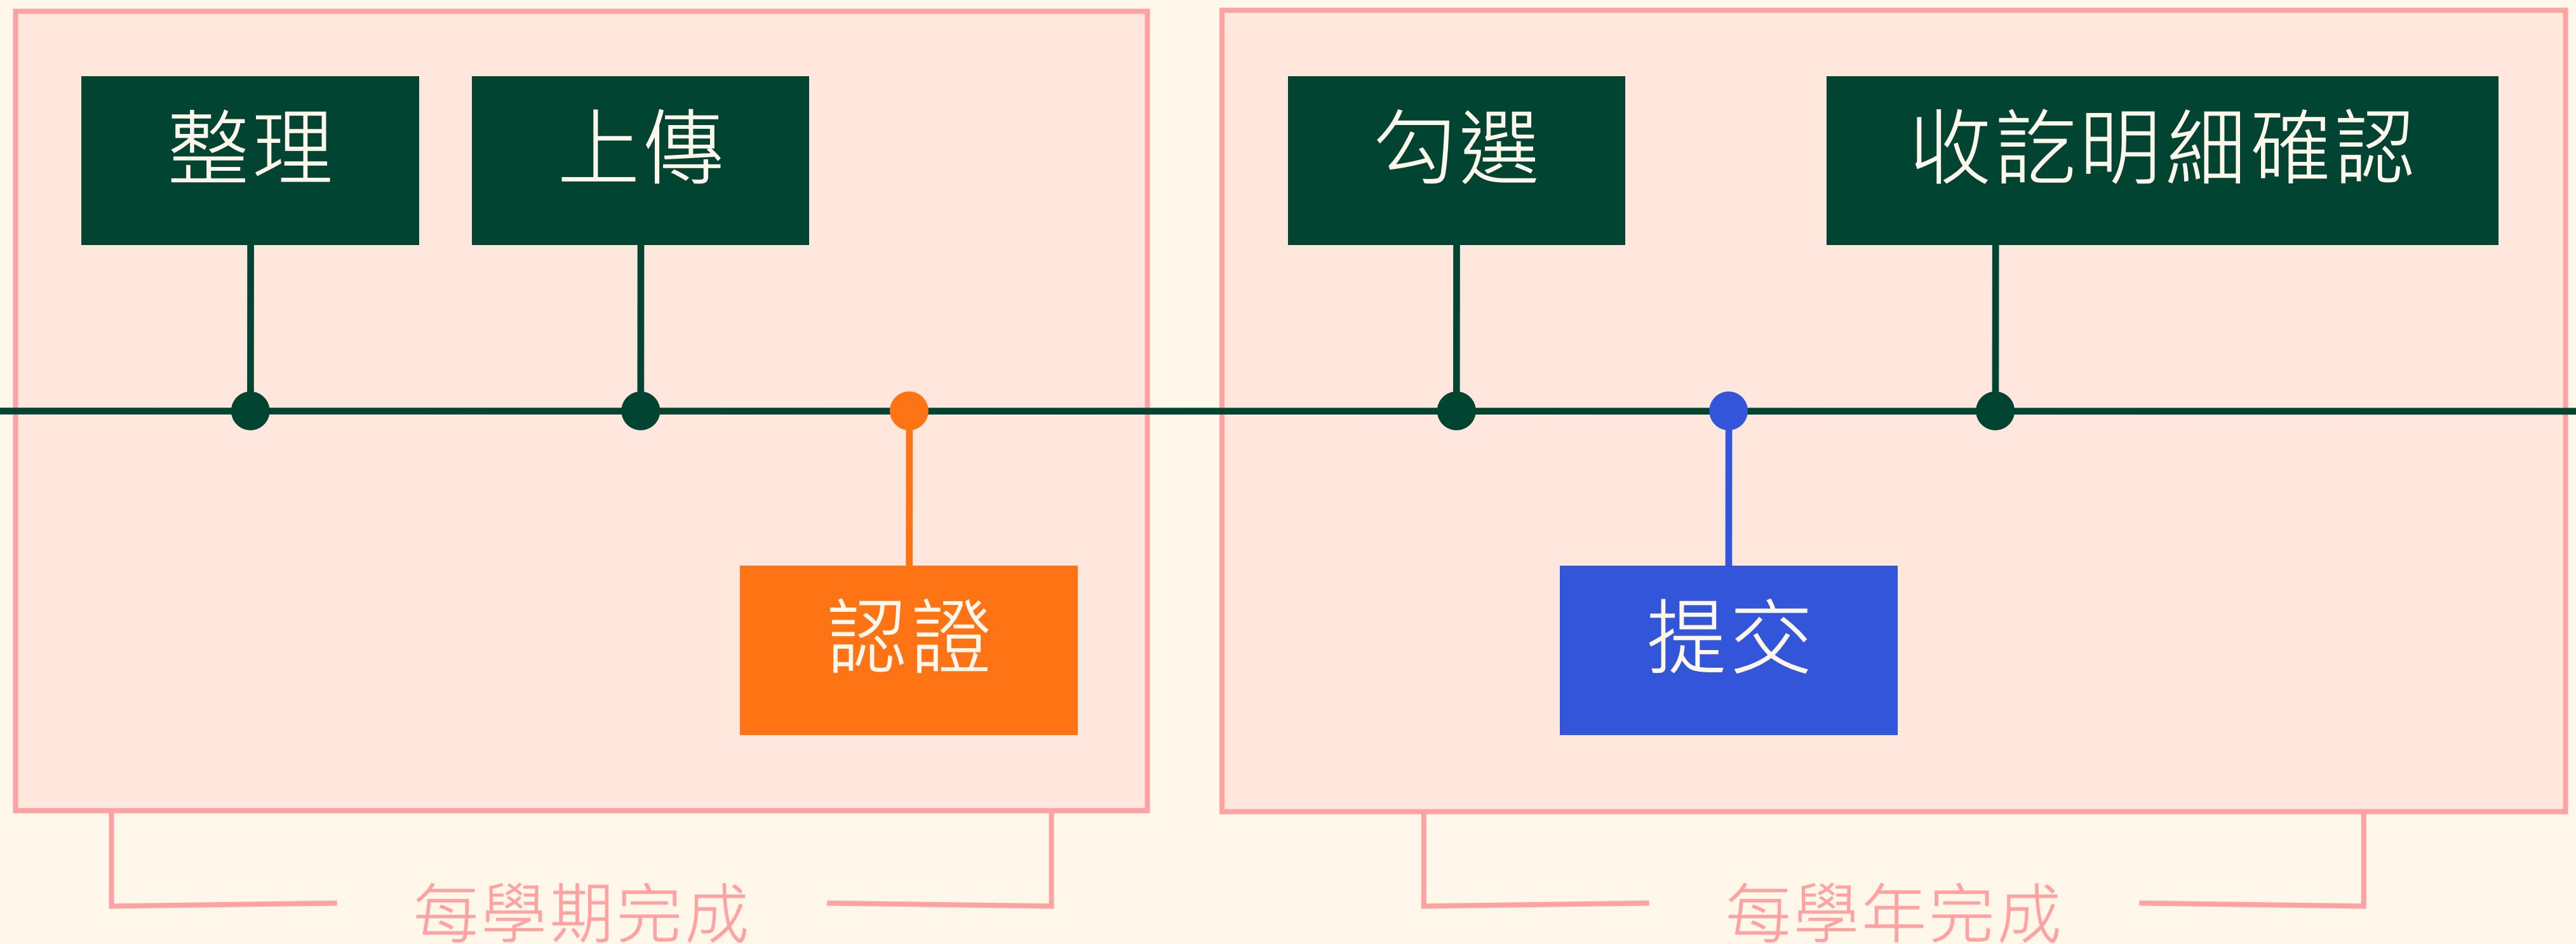 整理
上傳
認證
每學期完成
勾選
收訖明細確認
提交
每學年完成